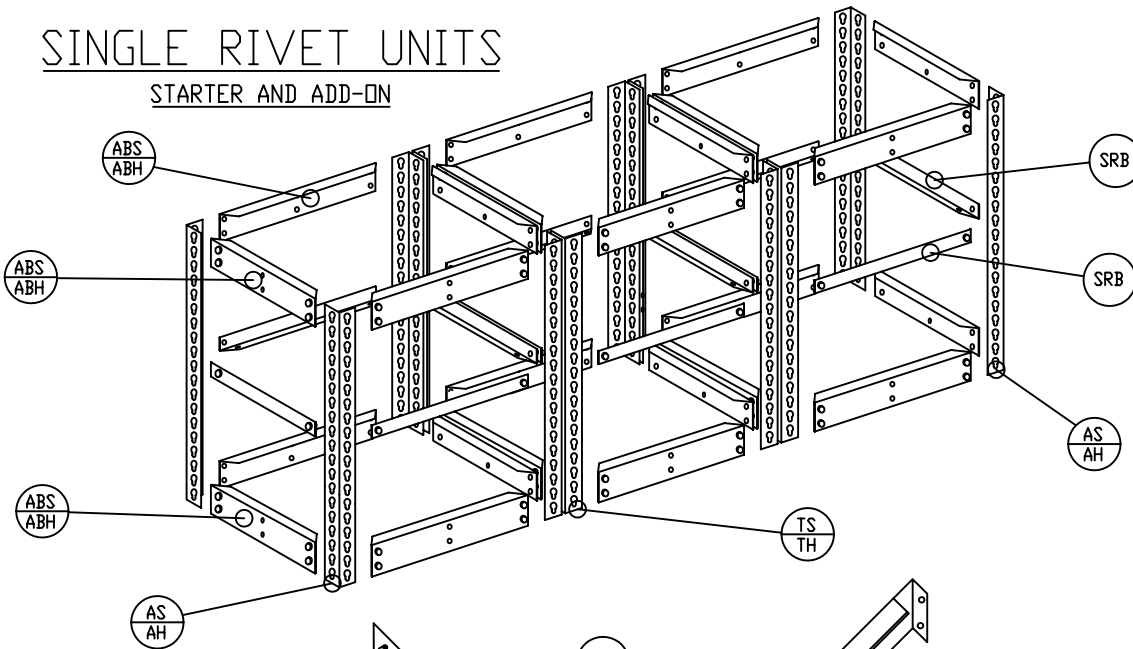 SINGLE RIVET UNITS
STARTER AND ADD-ON
ABS
ABH
SRB
ABS
ABH
SRB
AS
AH
ABS
ABH
TS
TH
AS
AH